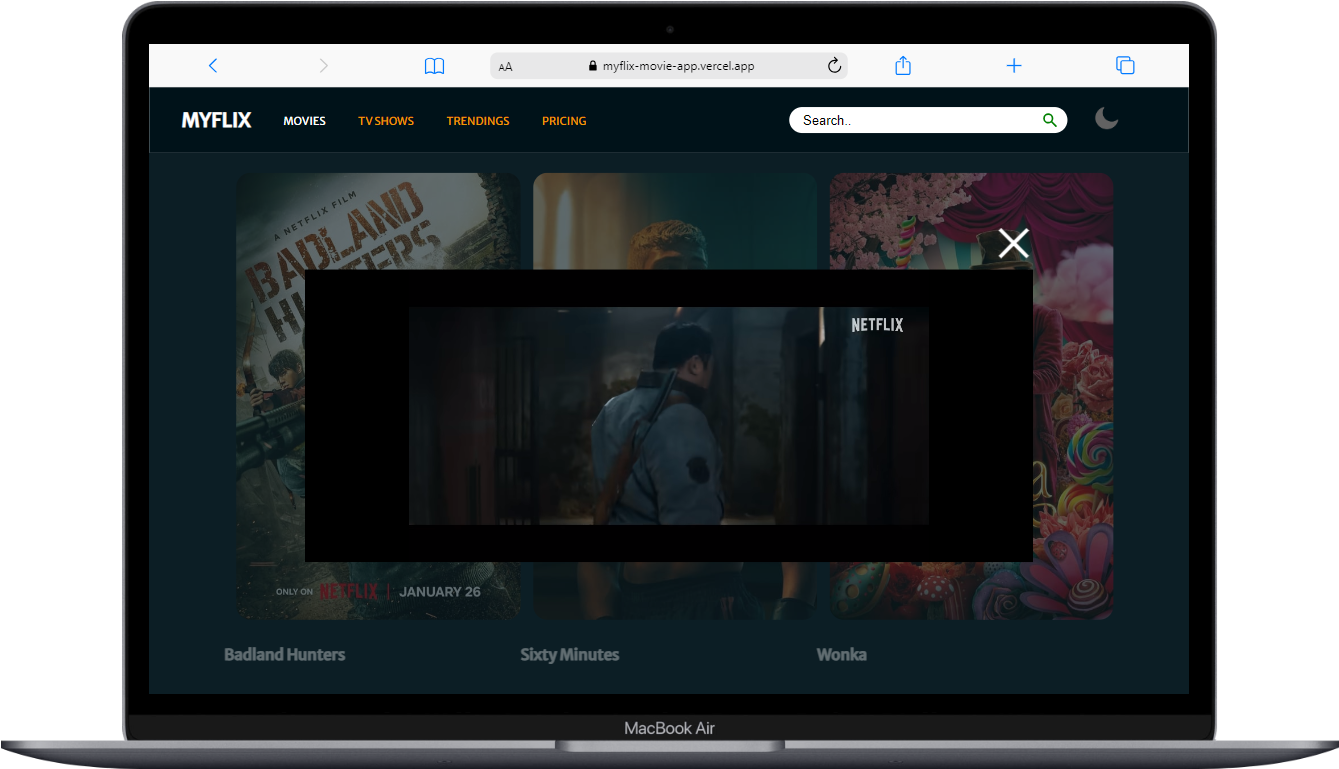 AA myflix-movie-app.vercel.app
MYFLIX MOVIES TV SHOWS TRENDINGS PRICING Search..
A NETFLIX FILM
BADLAND
HUNTERS
NETFLIX
ONLY ON NETFLIX | JANUARY 26
Badland Hunters Sixty Minutes Wonka
MacBook Air